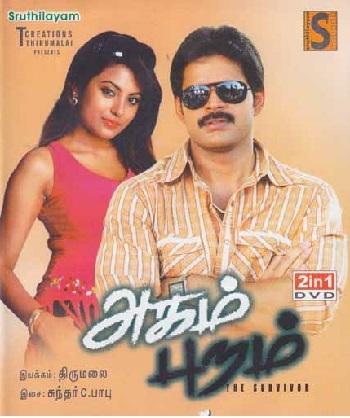 Sruthilayam
T CREATIONS
THIRUMALAI
PRESENTS
S
2in1
DVD
அகம்
புறம்
THE SURVIVOR
இயக்கம்: திருமலை
இசை: சுந்தர் C.பாபு